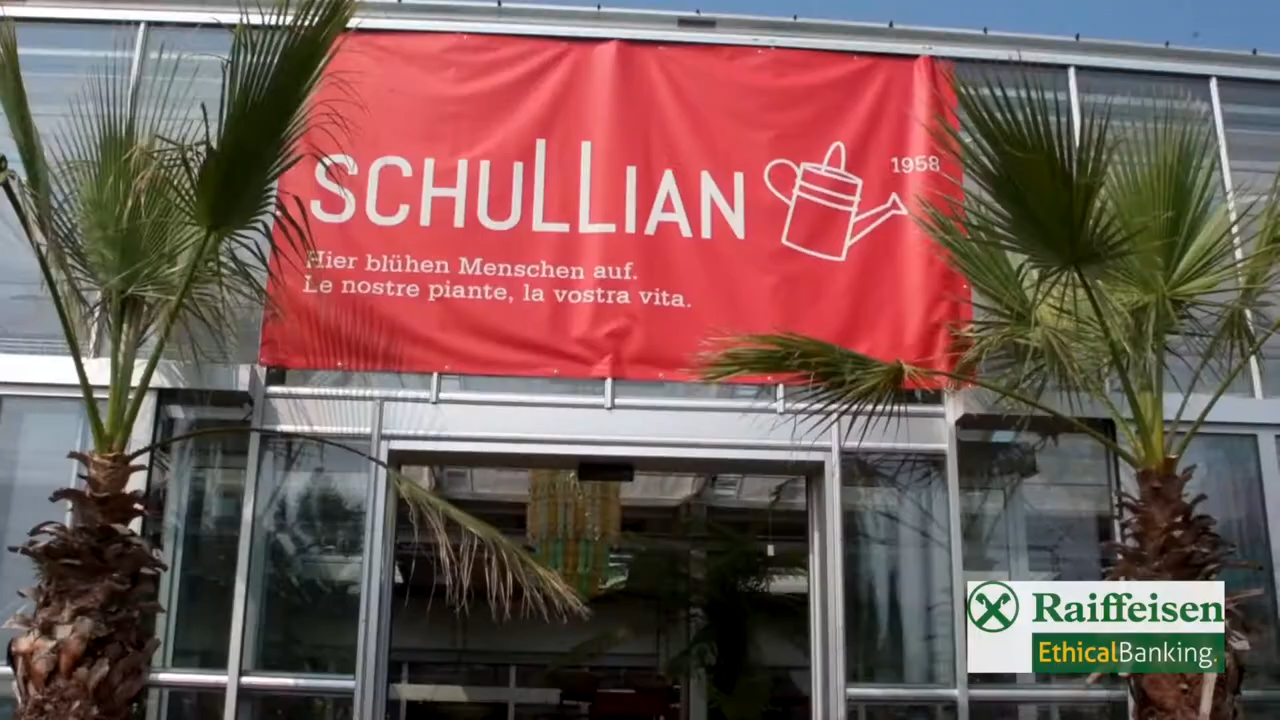 SCHULLIAN
1958
Hier blühen Menschen auf.
Le nostre piante, la vostra vita.
Raiffeisen
EthicalBanking.